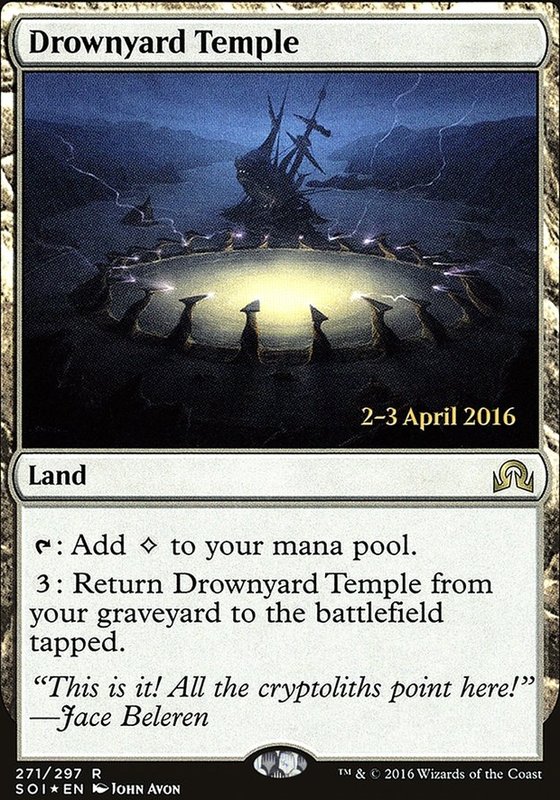 Drownyard Temple
2–3 April 2016
Land
: Add to your mana pool.
3: Return Drownyard Temple from
your graveyard to the battlefield
tapped.
“This is it! All the cryptoliths point here!”
—Jace Beleren
271/297 R
SOI★EN John Avon
™ & © 2016 Wizards of the Coast